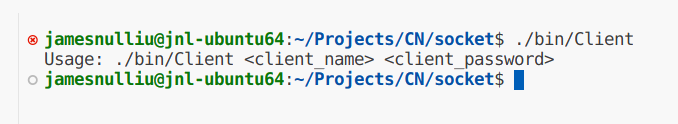 jamesnulliu@jnl-ubuntu64:~/Projects/CN/socket$ ./bin/Client
Usage: ./bin/Client <client_name> <client_password>
jamesnulliu@jnl-ubuntu64:~/Projects/CN/socket$